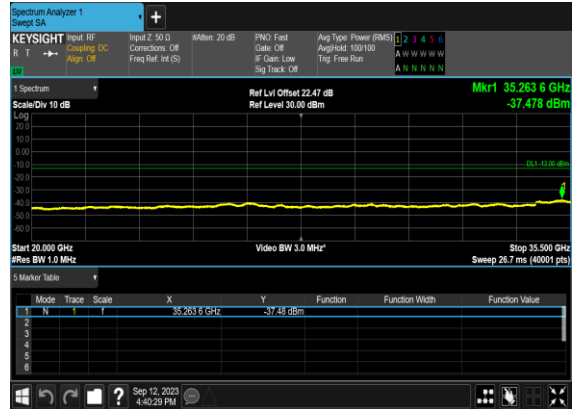 Spectrum Analyzer 1
Swept SA
+
KEYSIGHT Input: RF Input Z: 50 Ω #Atten: 20 dB PNO: Fast Avg Type: Power (RMS) 1 2 3 4 5 6
R T Coupling: DC Corrections: Off Gate: Off Avg|Hold: 100/100 A W W W W W
Align: Off Freq Ref: Int (S) IF Gain: Low Trig: Free Run
Sig Track: Off A N N N N N
1 Spectrum Ref Lvl Offset 22.47 dB Mkr1 35.263 6 GHz
Scale/Div 10 dB Ref Level 30.00 dBm -37.478 dBm
Log
20.0
10.0
0.00
-10.0 DL1 -13.00 dBm
-20.0
-30.0 1
-40.0
-50.0
-60.0
Start 20.000 GHz Video BW 3.0 MHz* Stop 35.500 GHz
#Res BW 1.0 MHz Sweep 26.7 ms (40001 pts)
5 Marker Table
Mode Trace Scale X Y Function Function Width Function Value
1 N 1 f 35.263 6 GHz -37.48 dBm
2
3
4
5
6
? Sep 12, 2023
4:40:29 PM